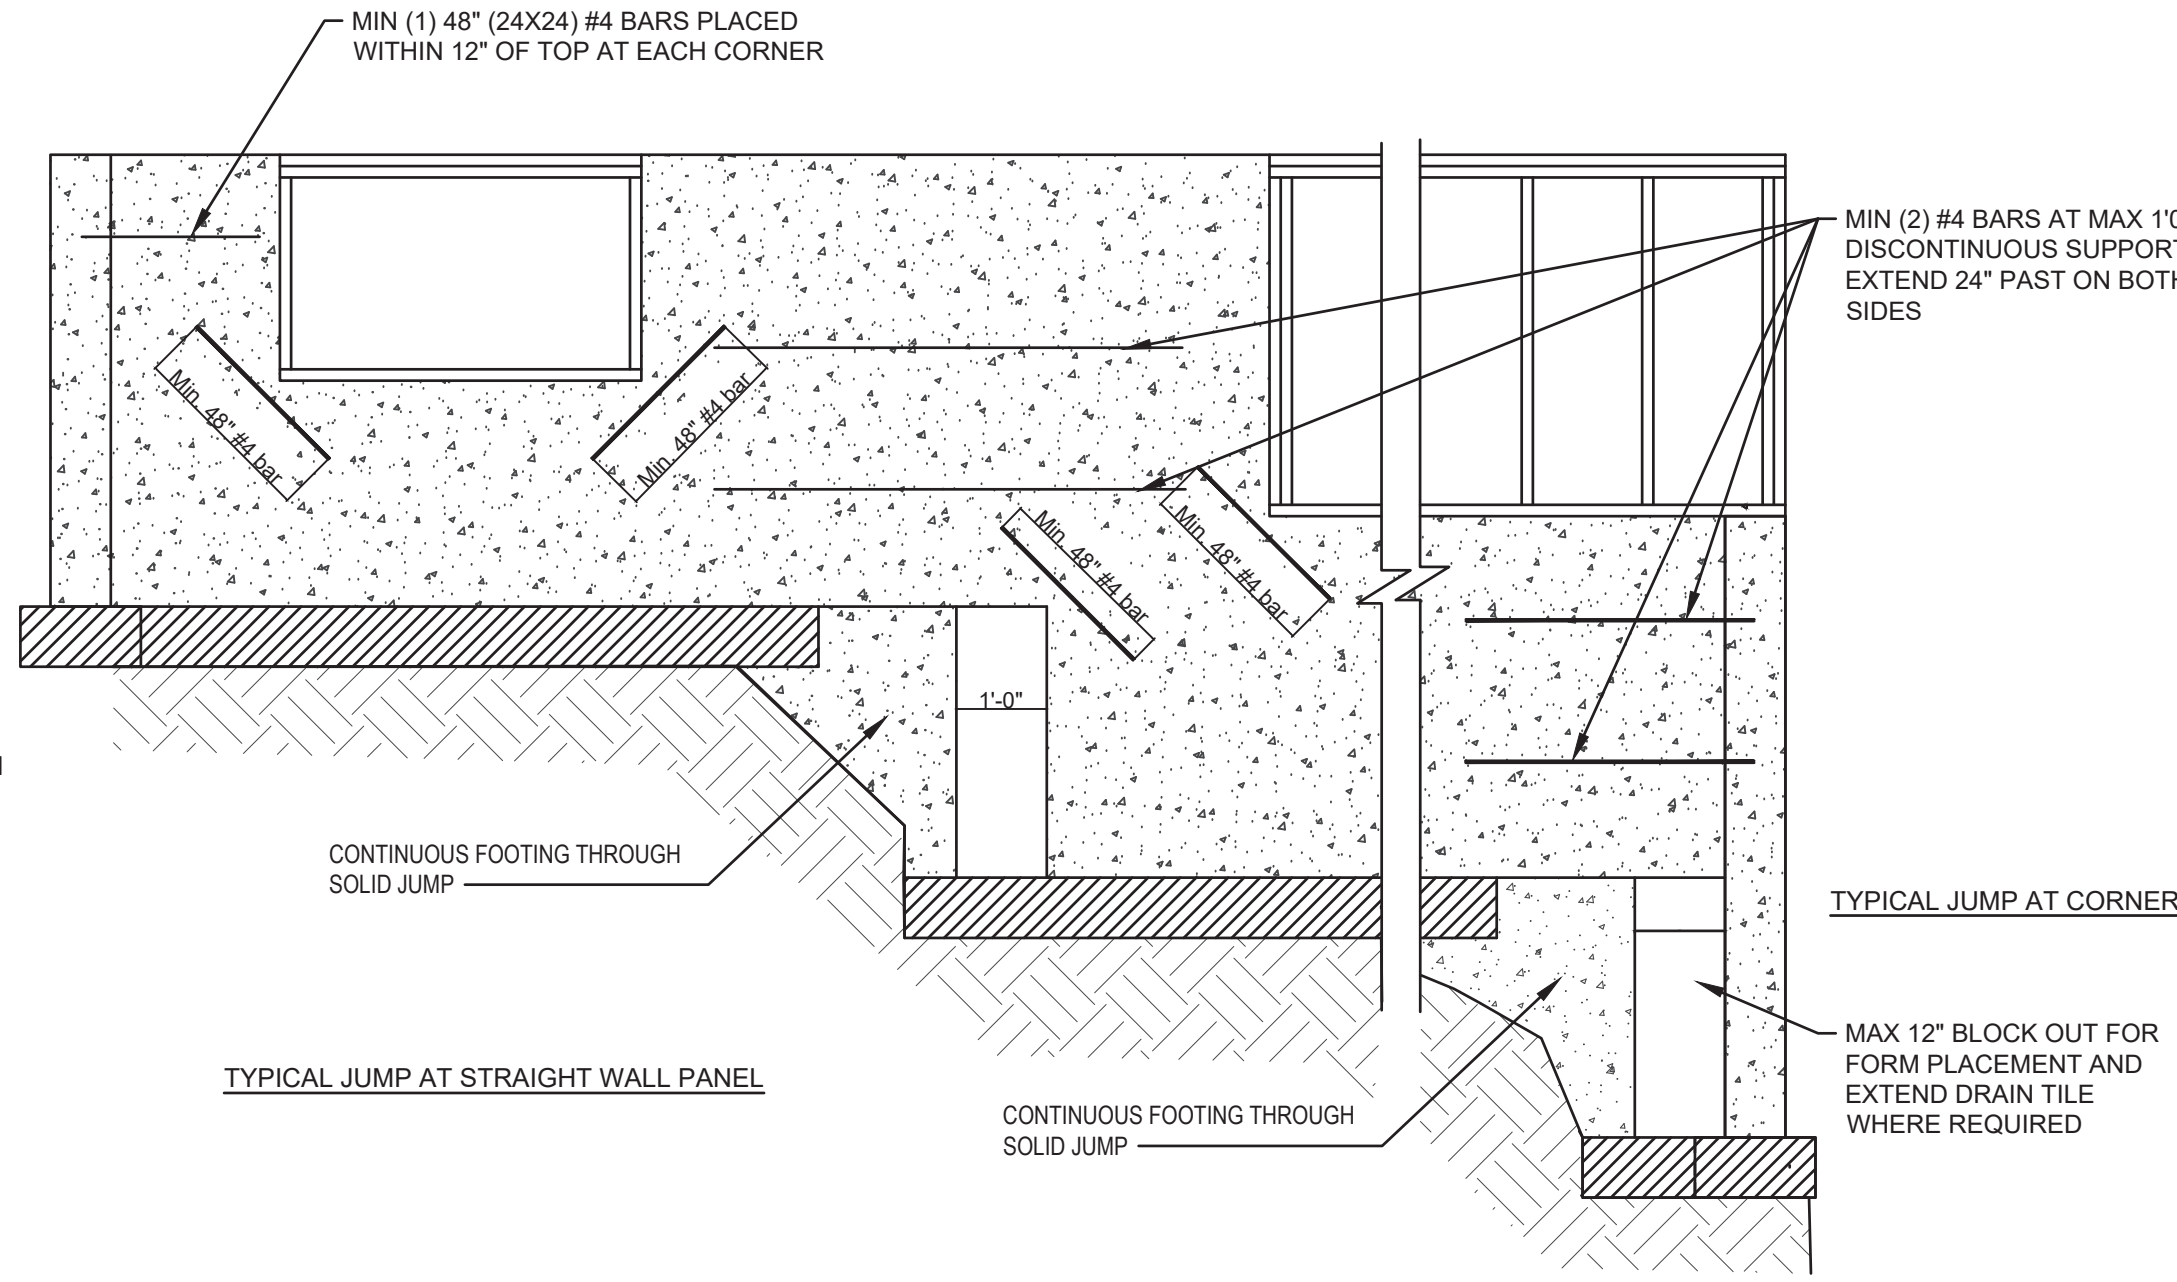 MIN (1) 48" (24X24) #4 BARS PLACED
WITHIN 12" OF TOP AT EACH CORNER
MIN (2) #4 BARS AT MAX 1'0
DISCONTINUOUS SUPPORT
EXTEND 24" PAST ON BOTH
SIDES
Min. 48" #4 bar
Min. 48" #4 bar
Min. 48" #4 bar
Min. 48" #4 bar
1'-0"
CONTINUOUS FOOTING THROUGH
SOLID JUMP
TYPICAL JUMP AT CORNER
MAX 12" BLOCK OUT FOR
FORM PLACEMENT AND
EXTEND DRAIN TILE
WHERE REQUIRED
TYPICAL JUMP AT STRAIGHT WALL PANEL
CONTINUOUS FOOTING THROUGH
SOLID JUMP